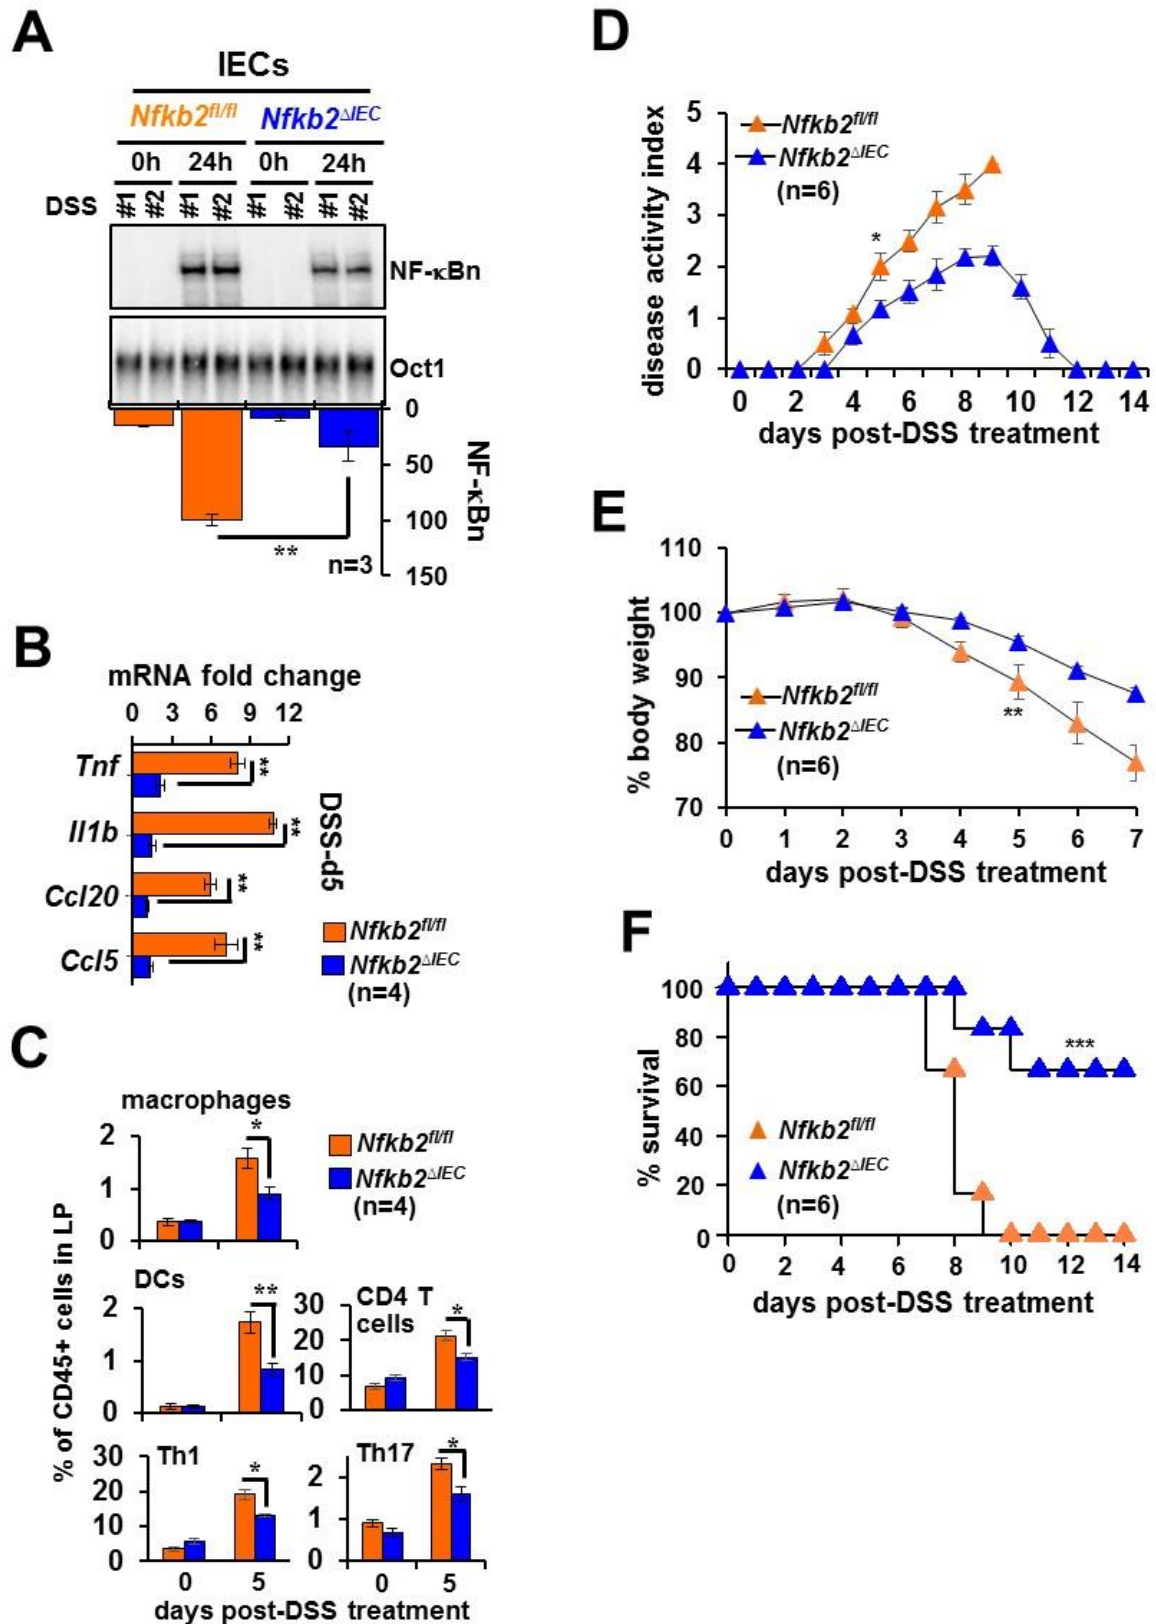 A
IECs
Nfkb2fl/fl Nfkb2ΔIEC
0h 24h 0h 24h
DSS #1 #2 #1 #2 #1 #2 #1 #2
NF-κBn
Oct1
0
50
100
150
NF-κBn
**
n=3
B
mRNA fold change
0 3 6 9 12
Tnf
Il1b
Ccl20
Ccl5
**
**
**
**
DSS-d5
Nfkb2fl/fl
Nfkb2ΔIEC
(n=4)
C
% of CD45+ cells in LP
macrophages
2
1
0
*
Nfkb2fl/fl
Nfkb2ΔIEC
(n=4)
DCs
2
1
0
**
CD4 T
cells
30
20
10
0
*
Th1
30
20
10
0
*
0 5
Th17
2
1
0
*
0 5
days post-DSS treatment
D
disease activity index
5
4
3
2
1
0
Nfkb2fl/fl
Nfkb2ΔIEC
(n=6)
*
0 2 4 6 8 10 12 14
days post-DSS treatment
E
% body weight
110
100
90
80
70
Nfkb2fl/fl
Nfkb2ΔIEC
(n=6)
**
0 1 2 3 4 5 6 7
days post-DSS treatment
F
% survival
100
80
60
40
20
0
***
Nfkb2fl/fl
Nfkb2ΔIEC
(n=6)
0 2 4 6 8 10 12 14
days post-DSS treatment